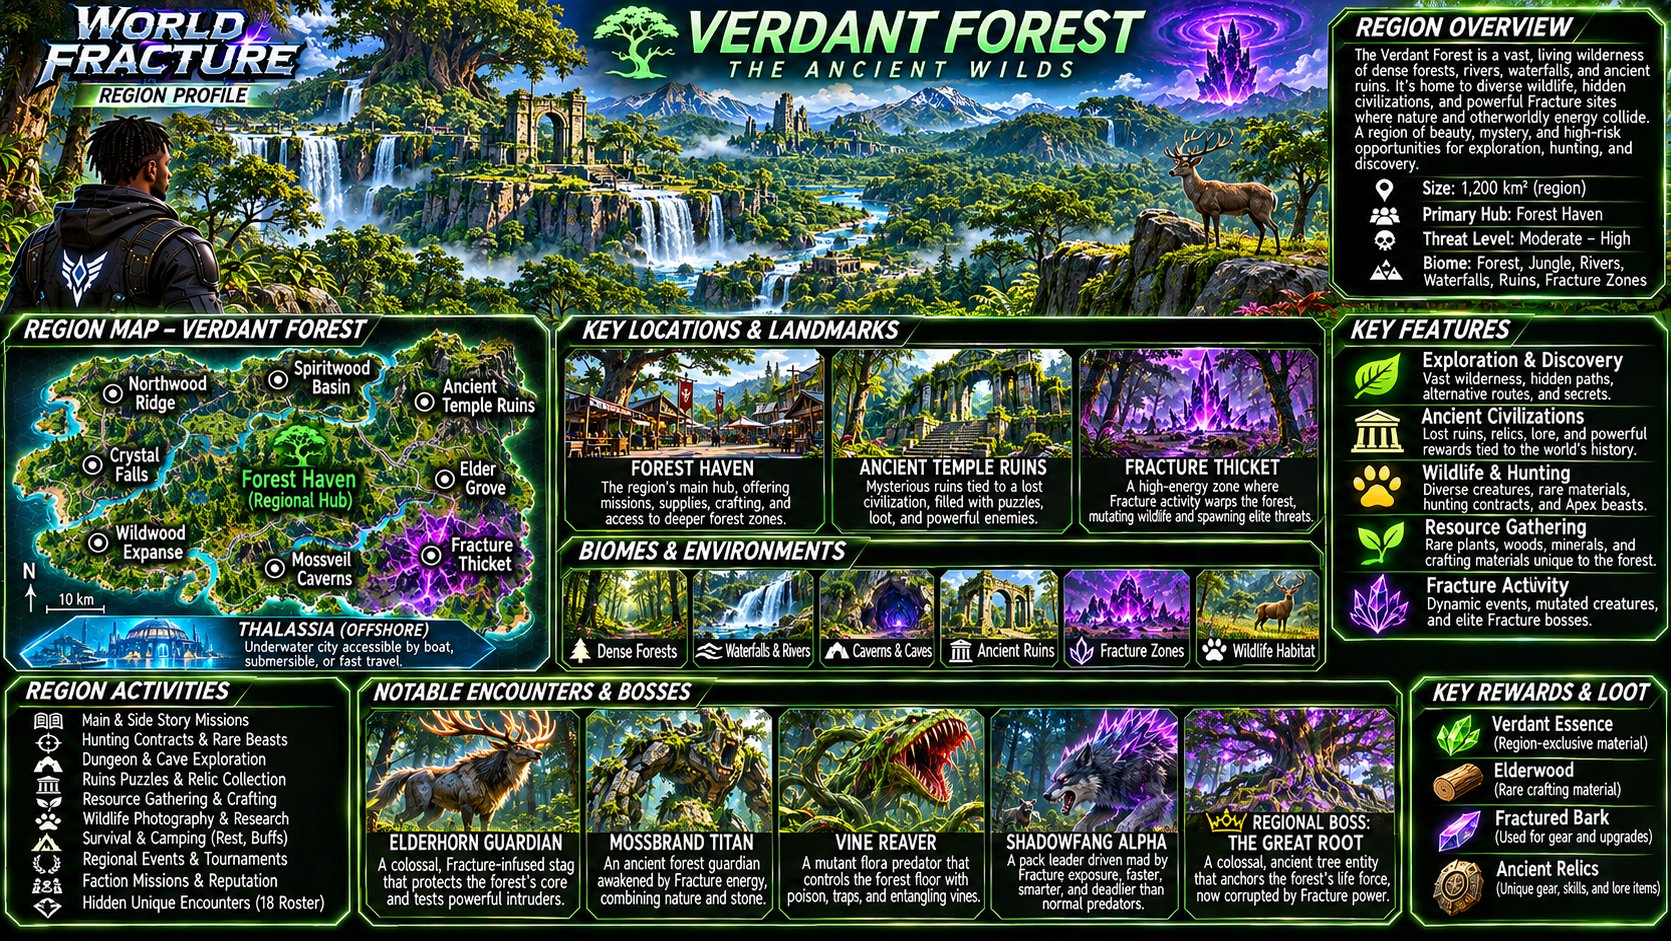 WORLD
FRACTURE
REGION PROFILE
VERDANT FOREST
THE ANCIENT WILDS
REGION OVERVIEW
The Verdant Forest is a vast, living wilderness
of dense forests, rivers, waterfalls, and ancient
ruins. It's home to diverse wildlife, hidden
civilizations, and powerful Fracture sites
where nature and otherworldly energy collide.
A region of beauty, mystery, and high-risk
opportunities for exploration, hunting, and
discovery.
Size: 1,200 km² (region)
Primary Hub: Forest Haven
Threat Level: Moderate – High
Biome: Forest, Jungle, Rivers,
Waterfalls, Ruins, Fracture Zones
REGION MAP – VERDANT FOREST
Northwood
Ridge
Spiritwood
Basin
Ancient
Temple Ruins
Crystal
Falls
Forest Haven
(Regional Hub)
Elder
Grove
Wildwood
Expanse
Mossveil
Caverns
Fracture
Thicket
N
10 km
THALASSIA (OFFSHORE)
Underwater city accessible by boat,
submersible, or fast travel.
KEY LOCATIONS & LANDMARKS
FOREST HAVEN
The region's main hub, offering
missions, supplies, crafting, and
access to deeper forest zones.
ANCIENT TEMPLE RUINS
Mysterious ruins tied to a lost
civilization, filled with puzzles,
loot, and powerful enemies.
FRACTURE THICKET
A high-energy zone where
Fracture activity warps the forest,
mutating wildlife and spawning elite threats.
BIOMES & ENVIRONMENTS
Dense Forests
Waterfalls & Rivers
Caverns & Caves
Ancient Ruins
Fracture Zones
Wildlife Habitat
KEY FEATURES
Exploration & Discovery
Vast wilderness, hidden paths,
alternative routes, and secrets.
Ancient Civilizations
Lost ruins, relics, lore, and powerful
rewards tied to the world's history.
Wildlife & Hunting
Diverse creatures, rare materials,
hunting contracts, and Apex beasts.
Resource Gathering
Rare plants, woods, minerals, and
crafting materials unique to the forest.
Fracture Activity
Dynamic events, mutated creatures,
and elite Fracture bosses.
REGION ACTIVITIES
Main & Side Story Missions
Hunting Contracts & Rare Beasts
Dungeon & Cave Exploration
Ruins Puzzles & Relic Collection
Resource Gathering & Crafting
Wildlife Photography & Research
Survival & Camping (Rest, Buffs)
Regional Events & Tournaments
Faction Missions & Reputation
Hidden Unique Encounters (18 Roster)
NOTABLE ENCOUNTERS & BOSSES
ELDERHORN GUARDIAN
A colossal, Fracture-infused stag
that protects the forest's core
and tests powerful intruders.
MOSSBRAND TITAN
An ancient forest guardian
awakened by Fracture energy,
combining nature and stone.
VINE REAVER
A mutant flora predator that
controls the forest floor with
poison, traps, and entangling vines.
SHADOWFANG ALPHA
A pack leader driven mad by
Fracture exposure, faster,
smarter, and deadlier than
normal predators.
REGIONAL BOSS:
THE GREAT ROOT
A colossal, ancient tree entity
that anchors the forest's life force,
now corrupted by Fracture power.
KEY REWARDS & LOOT
Verdant Essence
(Region-exclusive material)
Elderwood
(Rare crafting material)
Fractured Bark
(Used for gear and upgrades)
Ancient Relics
(Unique gear, skills, and lore items)